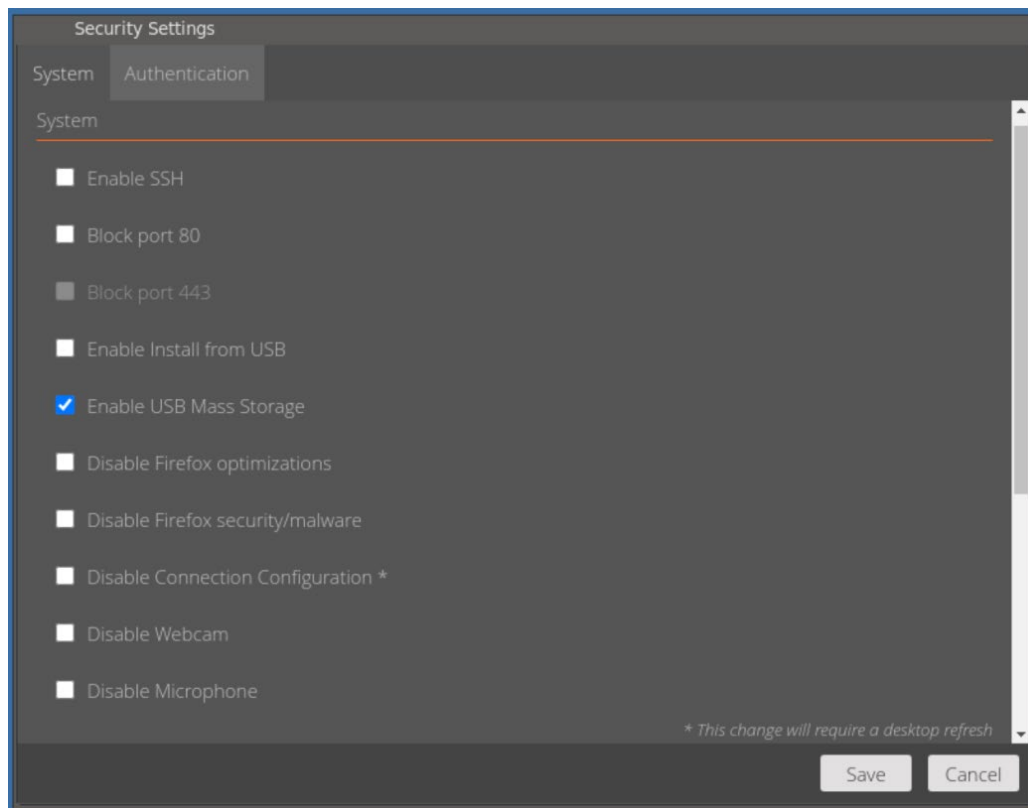 Security Settings
System Authentication
System
Enable SSH
Block port 80
Block port 443
Enable Install from USB
Enable USB Mass Storage
Disable Firefox optimizations
Disable Firefox security/malware
Disable Connection Configuration *
Disable Webcam
Disable Microphone
* This change will require a desktop refresh
Save Cancel